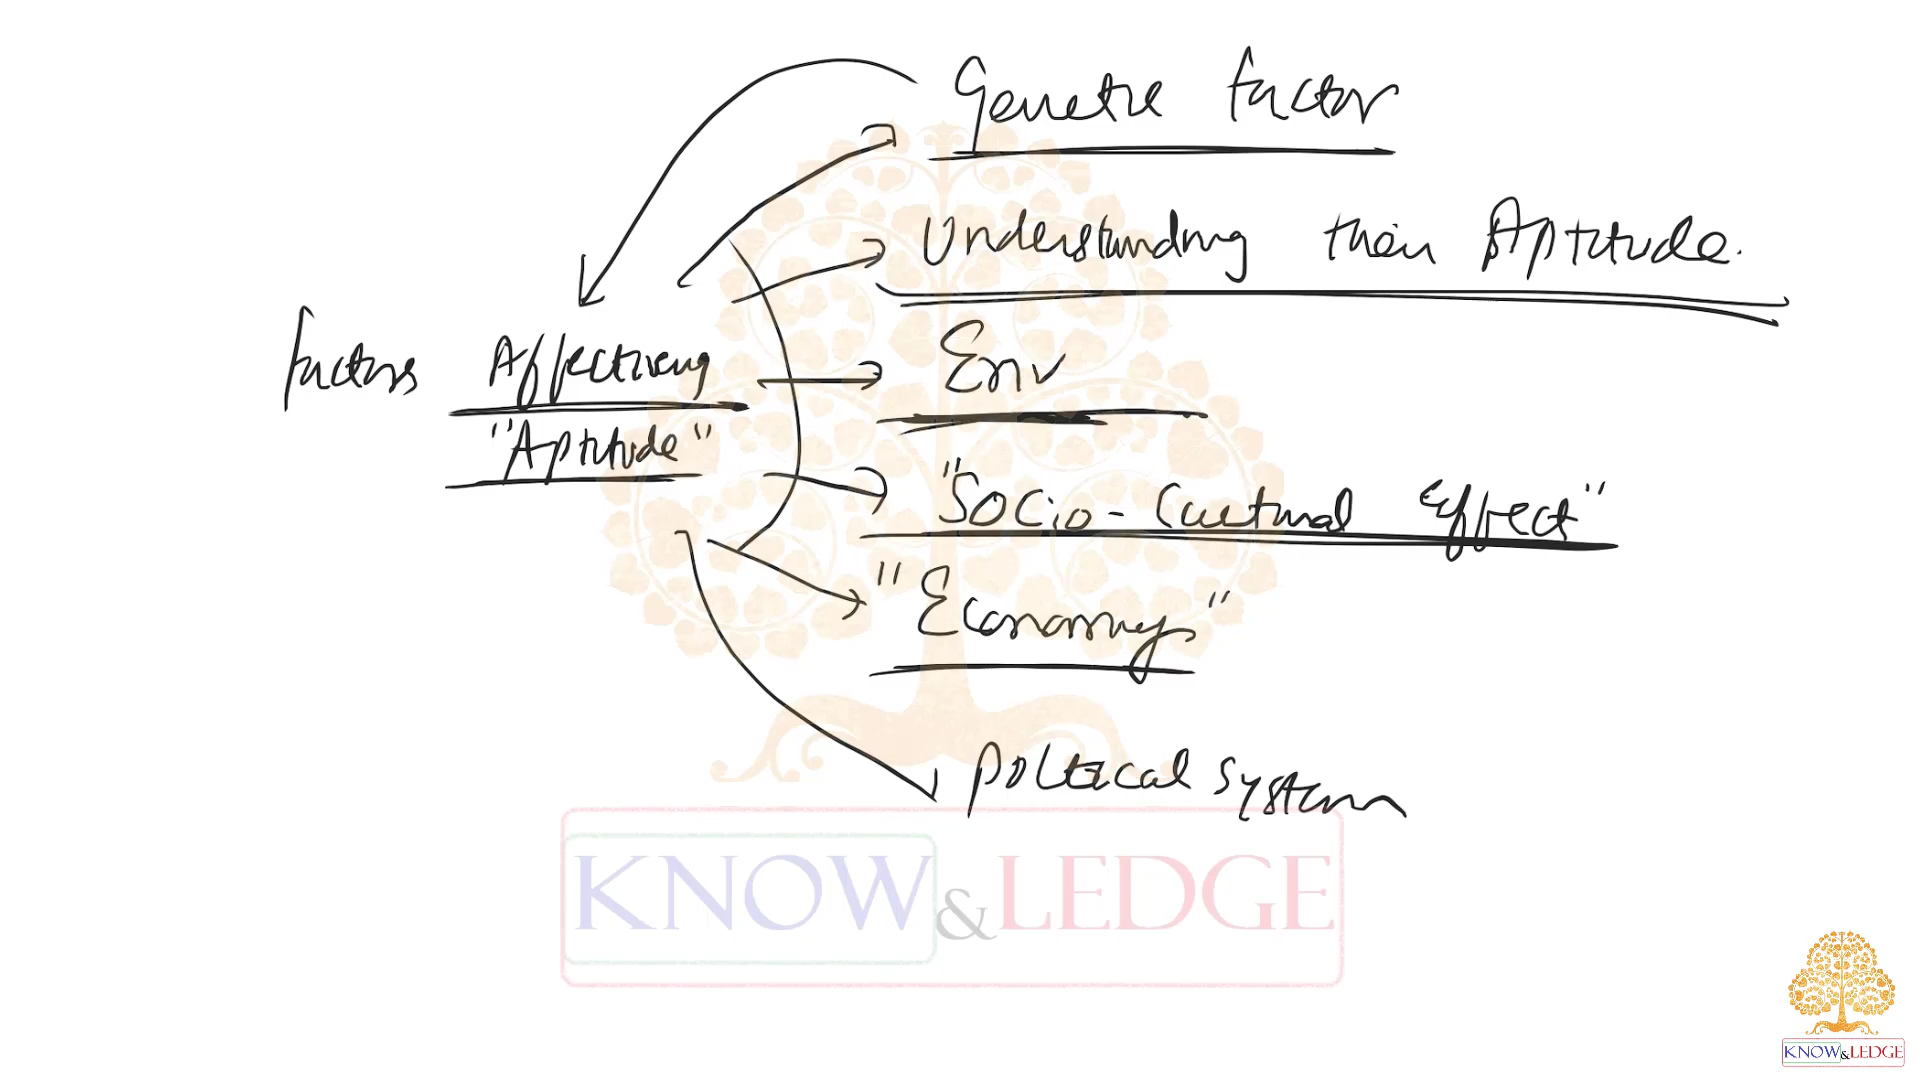 Genetic factor
Understanding their Aptitude.
Factors Affecting
"Aptitude"
Env
"Socio-Cultural Effect"
"Economy"
Political system
KNOW&LEDGE
KNOW&LEDGE